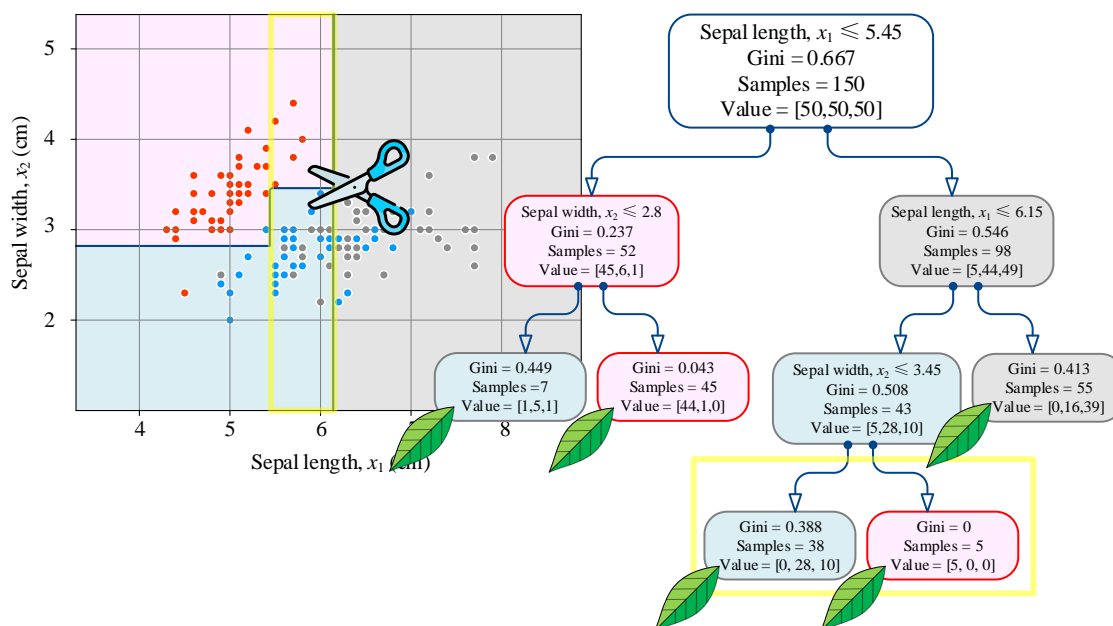 5
4
3
2
Sepal width, x2 (cm)
4
5
6
8
Sepal length, x1 (cm)
Sepal length, x1 ⩽ 5.45
Gini = 0.667
Samples = 150
Value = [50,50,50]
Sepal width, x2 ⩽ 2.8
Gini = 0.237
Samples = 52
Value = [45,6,1]
Sepal length, x1 ⩽ 6.15
Gini = 0.546
Samples = 98
Value = [5,44,49]
Gini = 0.449
Samples =7
Value = [1,5,1]
Gini = 0.043
Samples = 45
Value = [44,1,0]
Sepal width, x2 ⩽ 3.45
Gini = 0.508
Samples = 43
Value = [5,28,10]
Gini = 0.413
Samples = 55
Value = [0,16,39]
Gini = 0.388
Samples = 38
Value = [0, 28, 10]
Gini = 0
Samples = 5
Value = [5, 0, 0]